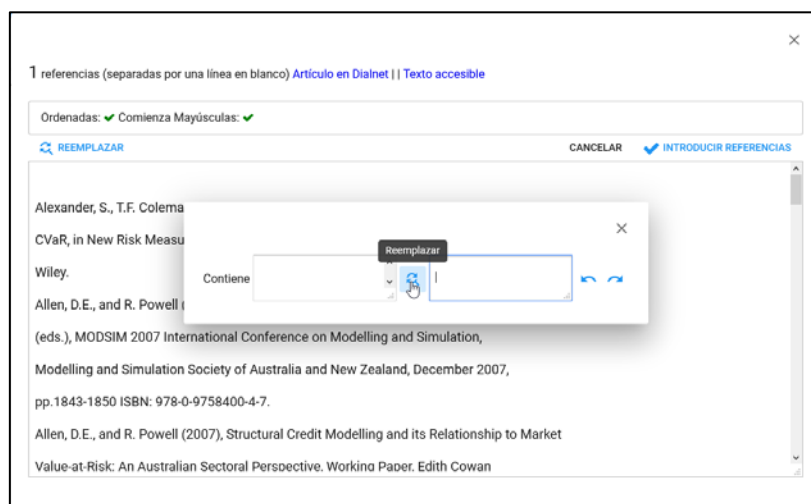 1 referencias (separadas por una línea en blanco) Artículo en Dialnet | | Texto accesible
Ordenadas: ✔ Comienza Mayúsculas: ✔
REEMPLAZAR CANCELAR INTRODUCIR REFERENCIAS
Alexander, S., T.F. Colema
CVaR, in New Risk Measu
Reemplazar
Wiley.
Contiene
Allen, D.E., and R. Powell (
(eds.), MODSIM 2007 International Conference on Modelling and Simulation,
Modelling and Simulation Society of Australia and New Zealand, December 2007,
pp.1843-1850 ISBN: 978-0-9758400-4-7.
Allen, D.E., and R. Powell (2007), Structural Credit Modelling and its Relationship to Market
Value-at-Risk: An Australian Sectoral Perspective. Working Paper. Edith Cowan